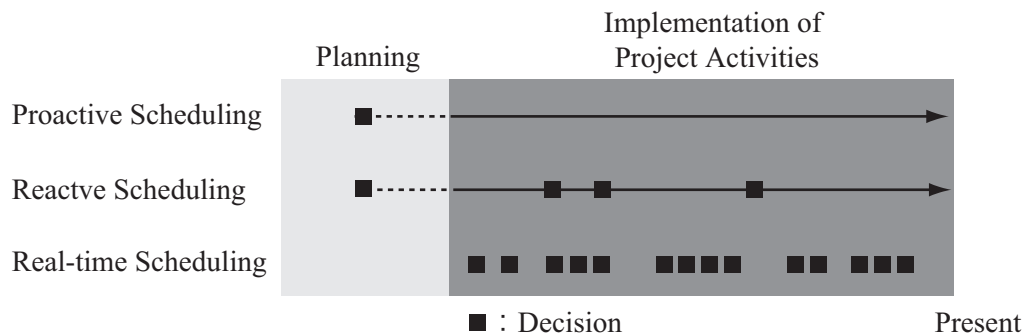 Implementation of
Planning
Project Activities
Proactive Scheduling
Reactve Scheduling
Real-time Scheduling
: Decision
Present